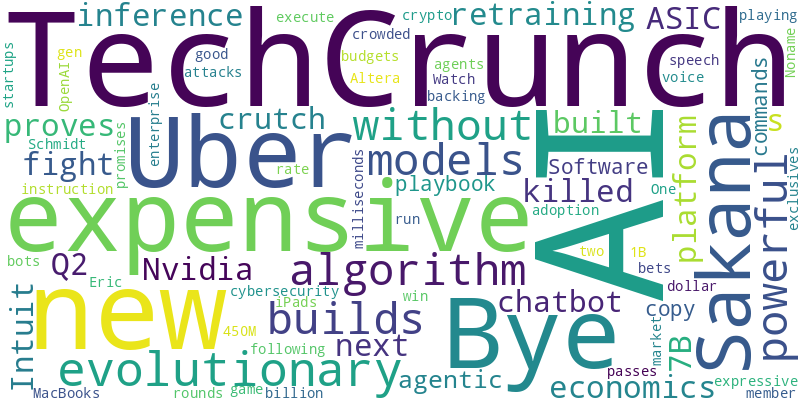 inference
execute
crypto
retraining
ASIC
playing
TechCrunch
startups
gen
OpenAI
good
attacks
crowded
budgets
Altera
agents
Watch
backing
speech
voice
Noname
proves
Schmidt
promises
enterprise
crutch
without
built
s
commands
fight
Uber
rate
models
Software
AI
platform
Sakana
powerful
exclusives
instruction
milliseconds
playbook
killed
One
expensive
run
adoption
bots
Q2
Nvidia
algorithm
two
1B
bets
Eric
cybersecurity
iPads
win
chatbot
dollar
copy
Intuit
new
450M
builds
Bye
next
following
market
7B
evolutionary
agentic
passes
economics
expressive
MacBooks
rounds
game
billion
member